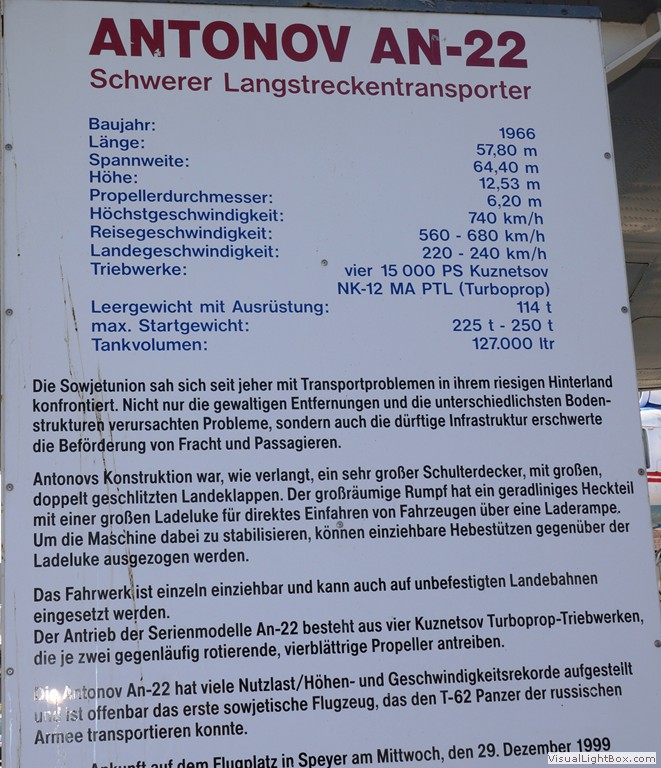 ANTONOV AN-22
Schwerer Langstreckentransporter
Baujahr: 1966
Länge: 57,80 m
Spannweite: 64,40 m
Höhe: 12,53 m
Propellerdurchmesser: 6,20 m
Höchstgeschwindigkeit: 740 km/h
Reisegeschwindigkeit: 560 - 680 km/h
Landegeschwindigkeit: 220 - 240 km/h
Triebwerke: vier 15 000 PS Kuznetsov
NK-12 MA PTL (Turboprop)
Leergewicht mit Ausrüstung: 114 t
max. Startgewicht: 225 t - 250 t
Tankvolumen: 127.000 ltr
Die Sowjetunion sah sich seit jeher mit Transportproblemen in ihrem riesigen Hinterland
konfrontiert. Nicht nur die gewaltigen Entfernungen und die unterschiedlichsten Boden-
strukturen verursachten Probleme, sondern auch die dürftige Infrastruktur erschwerte
die Beförderung von Fracht und Passagieren.
Antonovs Konstruktion war, wie verlangt, ein sehr großer Schulterdecker, mit großen,
doppelt geschlitzten Landeklappen. Der großräumige Rumpf hat ein geradliniges Heckteil
mit einer großen Ladeluke für direktes Einfahren von Fahrzeugen über eine Laderampe.
Um die Maschine dabei zu stabilisieren, können einziehbare Hebestützen gegenüber der
Ladeluke ausgezogen werden.
Das Fahrwerk ist einzeln einziehbar und kann auch auf unbefestigten Landebahnen
eingesetzt werden.
Der Antrieb der Serienmodelle An-22 besteht aus vier Kuznetsov Turboprop-Triebwerken,
die je zwei gegenläufig rotierende, vierblättrige Propeller antreiben.
Die Antonov An-22 hat viele Nutzlast/Höhen- und Geschwindigkeitsrekorde aufgestellt
und ist offenbar das erste sowjetische Flugzeug, das den T-62 Panzer der russischen
Armee transportieren konnte.
Ankunft auf dem Flugplatz in Speyer am Mittwoch, den 29. Dezember 1999
VisualLightBox.com